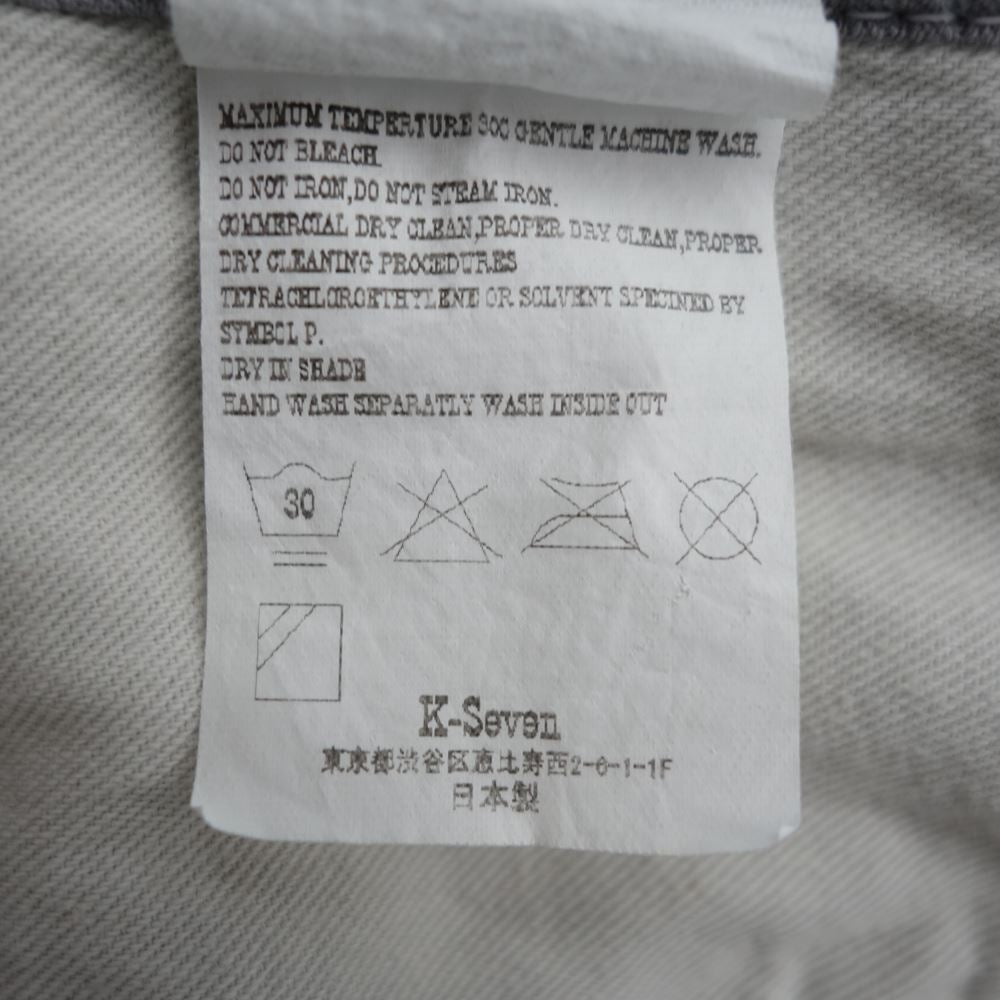 MAXIMUM TEMPERTURE 30C GENTLE MACHINE WASH.
DO NOT BLEACH.
DO NOT IRON,DO NOT STEAM IRON.
COMMERCIAL DRY CLEAN,PROPER DRY CLEAN,PROPER
DRY CLEANING PROCEDURES
TETRACHLOROETHYLENE OR SOLVENT SPECINED BY
SYMBOL P.
DRY IN SHADE
HAND WASH SEPARATLY WASH INSIDE OUT
30
K-Seven
東京都渋谷区恵比寿西2-6-1-1F
日本製